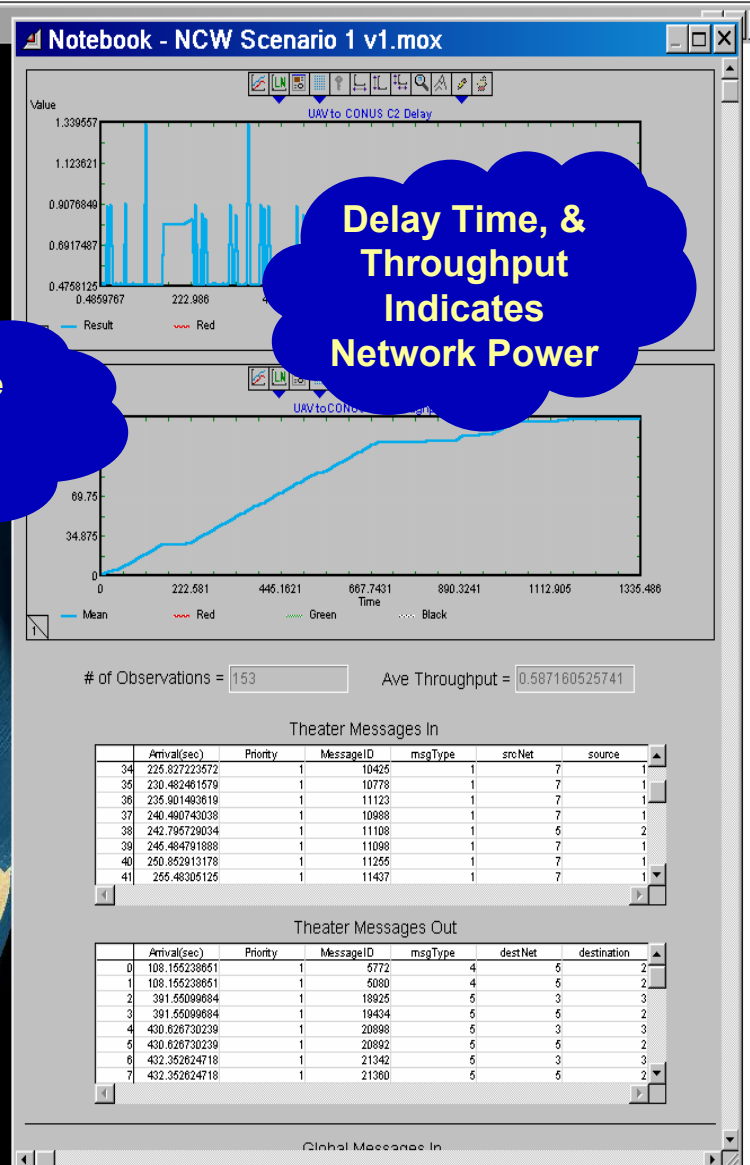 Notebook - NCW Scenario 1 v1.mox
Value
UAV to CONUS C2 Delay
1.339557
1.123621
0.9076849
0.6917487
0.4758125
0.4859767 222.986
Result Red
Delay Time, &
Throughput
Indicates
Network Power
e
69.75
34.875
0
0 222.581 445.1621 667.7431 890.3241 1112.905 1335.486
Time
Mean Red Green Black
1
# of Observations = 153 Ave Throughput = 0.587160525741
Theater Messages In
Arrival(sec) Priority MessageID msgType srcNet source
34 225.827223572 1 10425 1 7 1
35 230.482461579 1 10778 1 7 1
36 235.901493619 1 11123 1 7 1
37 240.490743038 1 10988 1 7 1
38 242.795729034 1 11108 1 5 2
39 245.484791888 1 11098 1 7 1
40 250.852913178 1 11255 1 7 1
41 255.48305125 1 11437 1 7 1
Theater Messages Out
Arrival(sec) Priority MessageID msgType destNet destination
0 108.155238651 1 5772 4 5 2
1 108.155238651 1 5080 4 5 2
2 391.55099684 1 18925 5 3 3
3 391.55099684 1 19434 5 5 2
4 430.626730239 1 20898 5 3 3
5 430.626730239 1 20892 5 5 2
6 432.352624718 1 21342 5 3 3
7 432.352624718 1 21360 5 5 2
Global Messages In